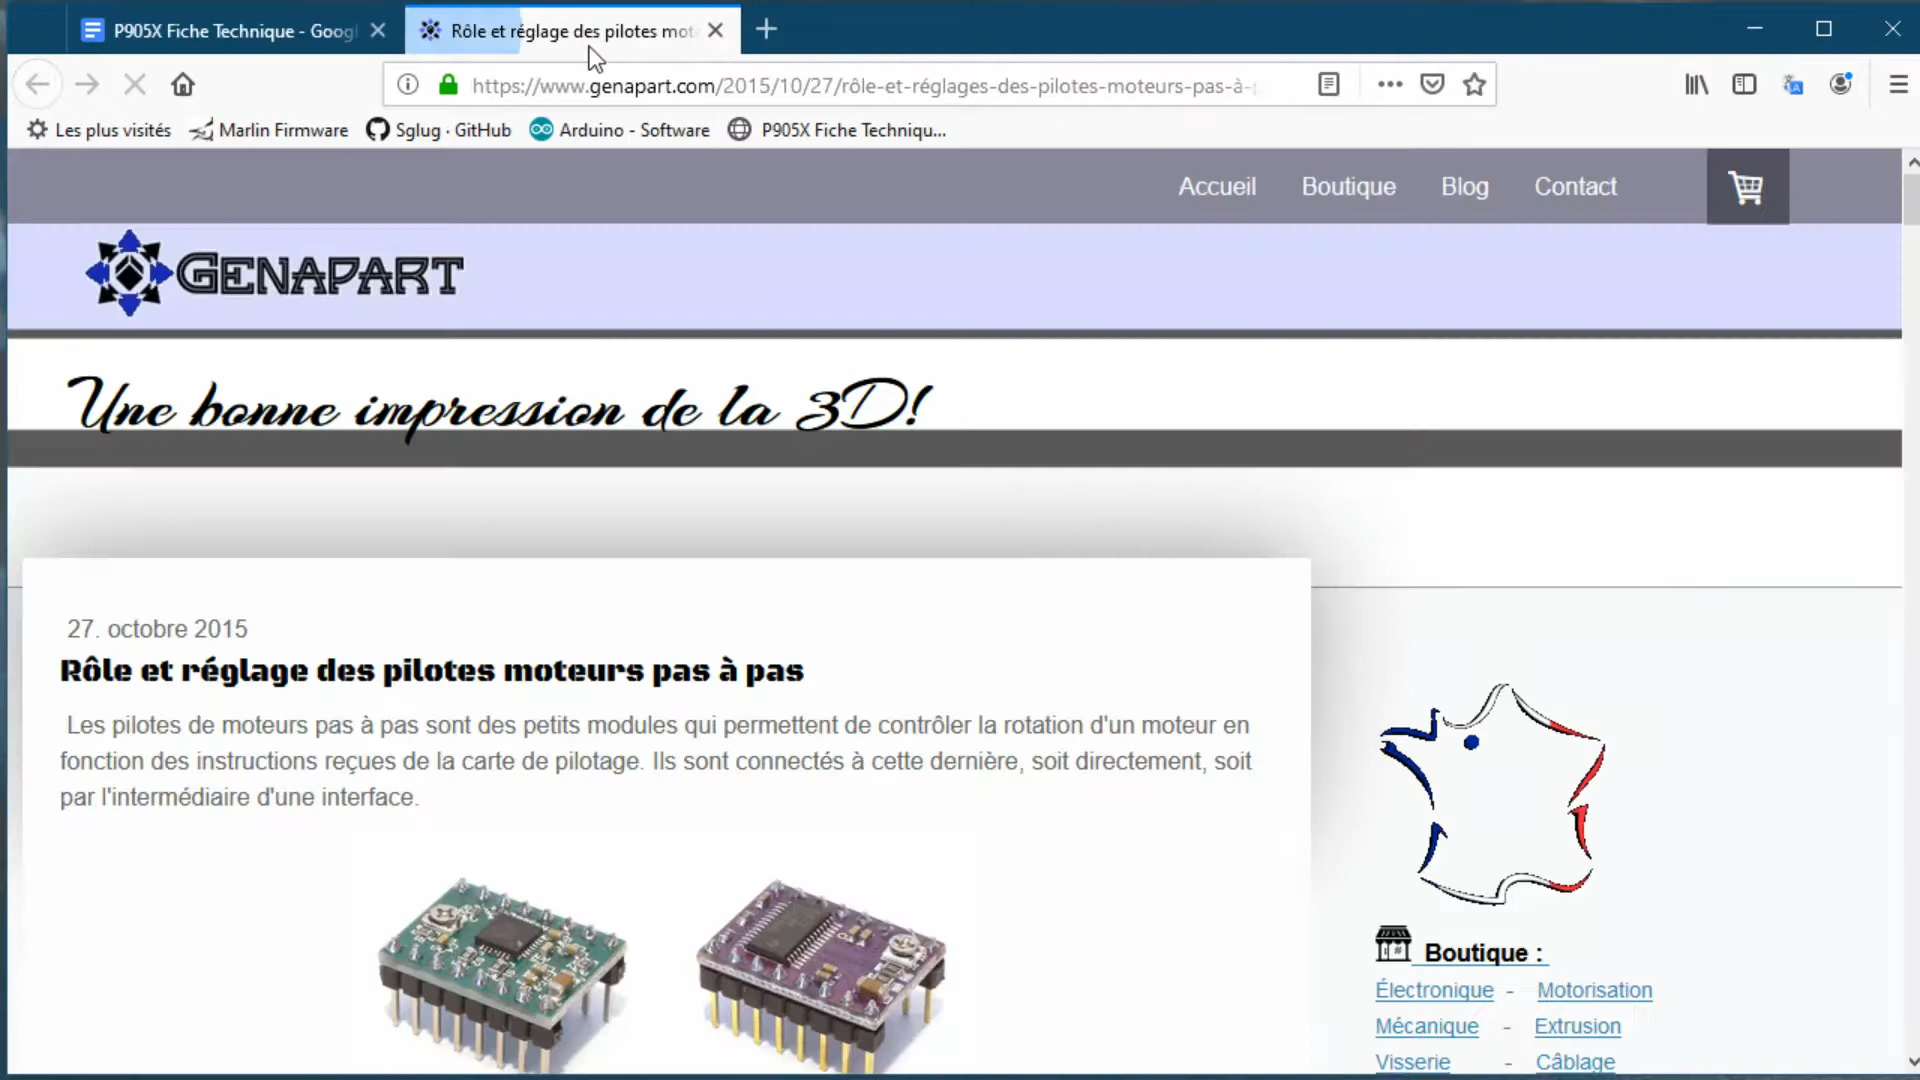 P905X Fiche Technique - Goog
Rôle et réglage des pilotes mot
https://www.genapart.com/2015/10/27/rôle-et-réglages-des-pilotes-moteurs-pas-à-
Les plus visités
Marlin Firmware
Sglug · GitHub
Arduino - Software
P905X Fiche Techniqu...
Accueil Boutique Blog Contact
GENAPART
Une bonne impression de la 3D!
27. octobre 2015
Rôle et réglage des pilotes moteurs pas à pas
Les pilotes de moteurs pas à pas sont des petits modules qui permettent de contrôler la rotation d'un moteur en
fonction des instructions reçues de la carte de pilotage. Ils sont connectés à cette dernière, soit directement, soit
par l'intermédiaire d'une interface.
Boutique :
Électronique - Motorisation
Mécanique - Extrusion
Visserie - Câblage